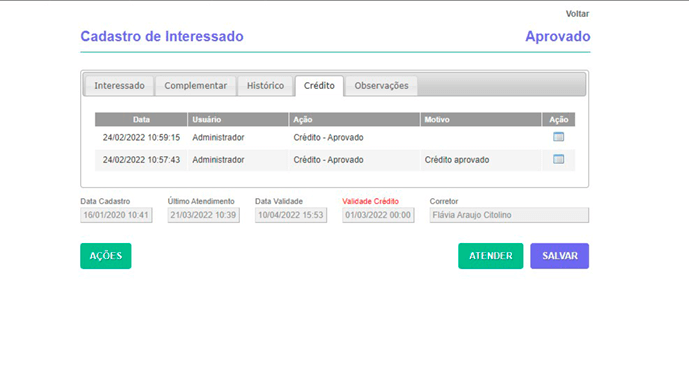 Voltar
Cadastro de Interessado Aprovado
Interessado Complementar Histórico Crédito Observações
Data Usuário Ação Motivo Ação
24/02/2022 10:59:15 Administrador Crédito - Aprovado
24/02/2022 10:57:43 Administrador Crédito - Aprovado Crédito aprovado
Data Cadastro Último Atendimento Data Validade Validade Crédito Corretor
16/01/2020 10:41 21/03/2022 10:39 10/04/2022 15:53 01/03/2022 00:00 Flávia Araujo Citolino
AÇÕES ATENDER SALVAR